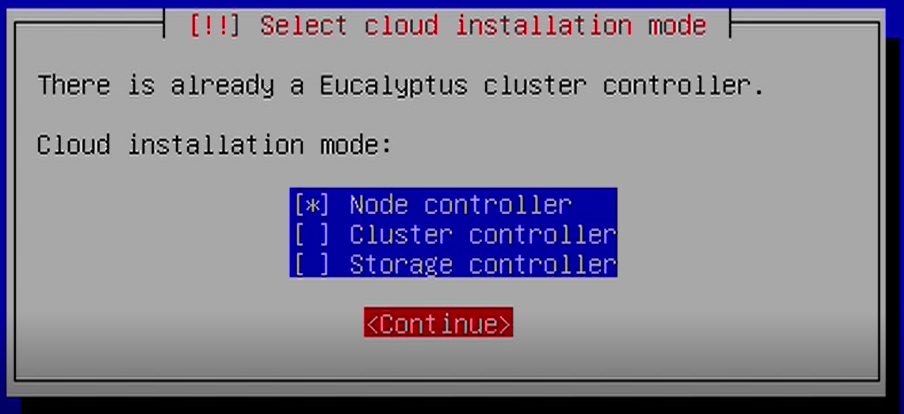 [!!] Select cloud installation mode
There is already a Eucalyptus cluster controller.
Cloud installation mode:
[*] Node controller
[ ] Cluster controller
[ ] Storage controller
<Continue>